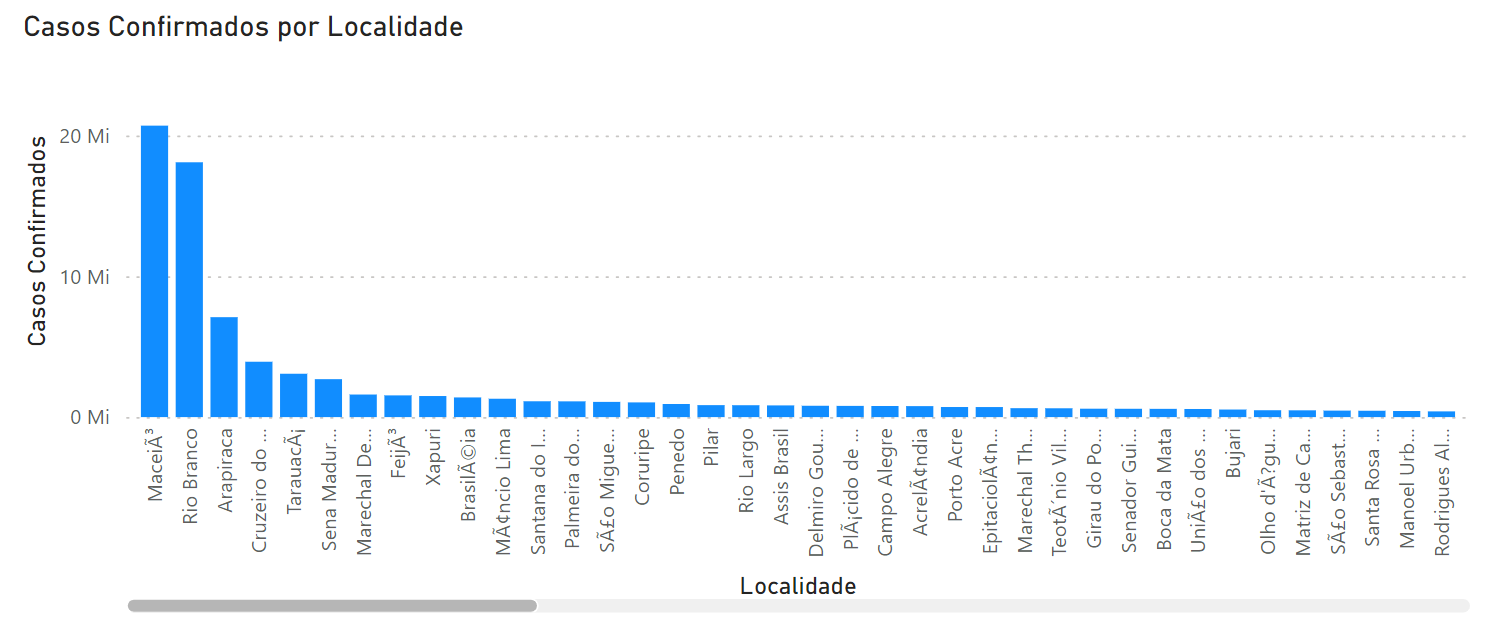 Casos Confirmados por Localidade
Casos Confirmados
20 Mi
10 Mi
0 Mi
MaceiÃ³
Rio Branco
Arapiraca
Cruzeiro do ...
TarauacÃ¡
Sena Madur...
Marechal De...
FeijÃ³
Xapuri
BrasilÃ©ia
MÃ¢ncio Lima
Santana do I...
Palmeira do...
SÃ£o Migue...
Coruripe
Penedo
Pilar
Rio Largo
Assis Brasil
Delmiro Gou...
PlÃ¡cido de ...
Campo Alegre
AcrelÃ¢ndia
Porto Acre
EpitaciolÃ¢n...
Marechal Th...
TeotÃ´nio Vil...
Girau do Po...
Senador Gui...
Boca da Mata
UniÃ£o dos ...
Bujari
Olho d'Ã?gu...
Matriz de Ca...
SÃ£o Sebast...
Santa Rosa ...
Manoel Urb...
Rodrigues Al...
Localidade